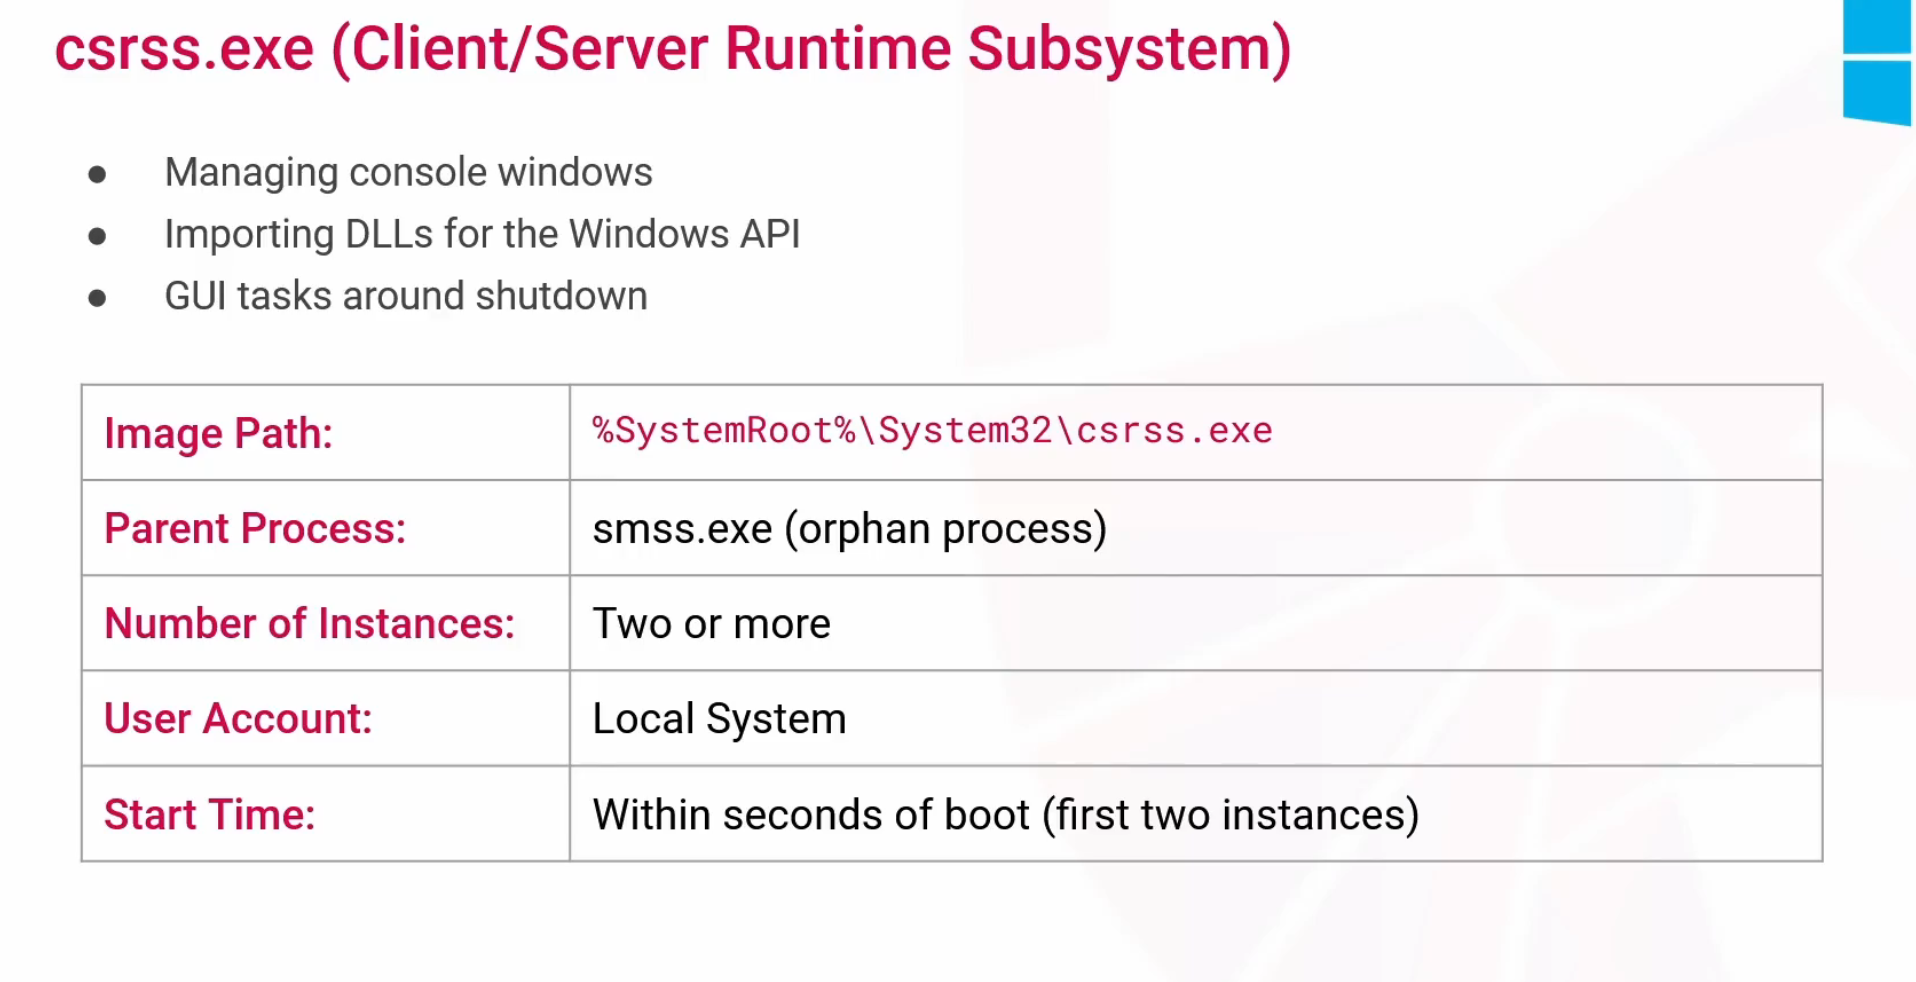 csrss.exe (Client/Server Runtime Subsystem)
● Managing console windows
● Importing DLLs for the Windows API
● GUI tasks around shutdown
Image Path: %SystemRoot%\System32\csrss.exe
Parent Process: smss.exe (orphan process)
Number of Instances: Two or more
User Account: Local System
Start Time: Within seconds of boot (first two instances)